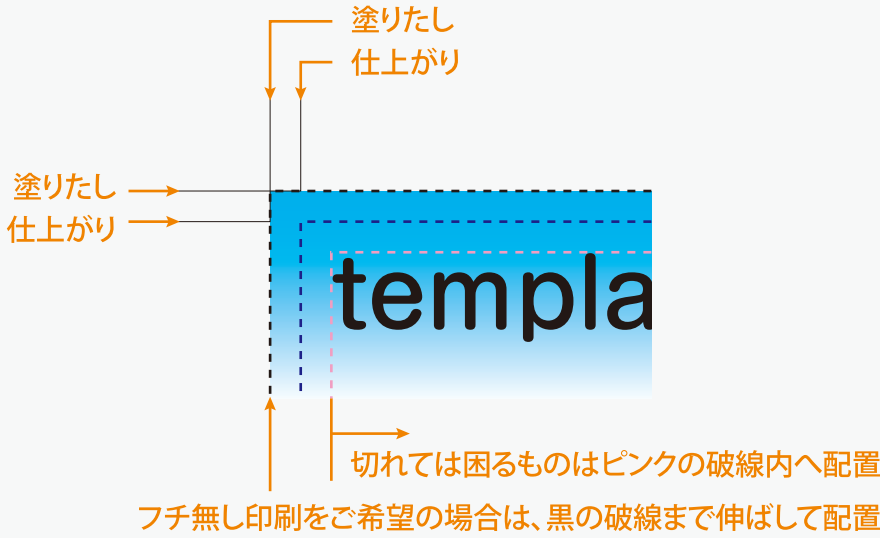 塗りたし
仕上がり
塗りたし
仕上がり
templa
切れては困るものはピンクの破線内へ配置
フチ無し印刷をご希望の場合は、黒の破線まで伸ばして配置